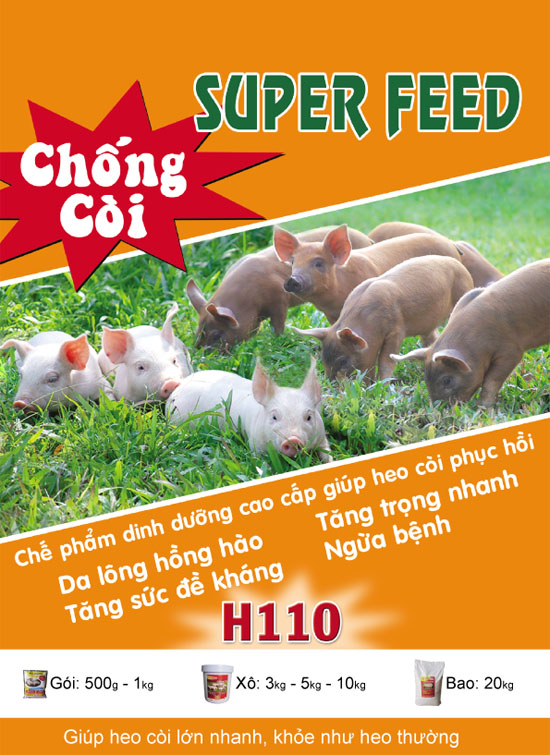 SUPER FEED
Chống
Còi
Chế phẩm dinh dưỡng cao cấp giúp heo còi phục hồi
Da lông hồng hào
Tăng trọng nhanh
Tăng sức đề kháng
Ngừa bệnh
H110
Gói: 500g - 1kg
Xô: 3kg - 5kg - 10kg
Bao: 20kg
Giúp heo còi lớn nhanh, khỏe như heo thường